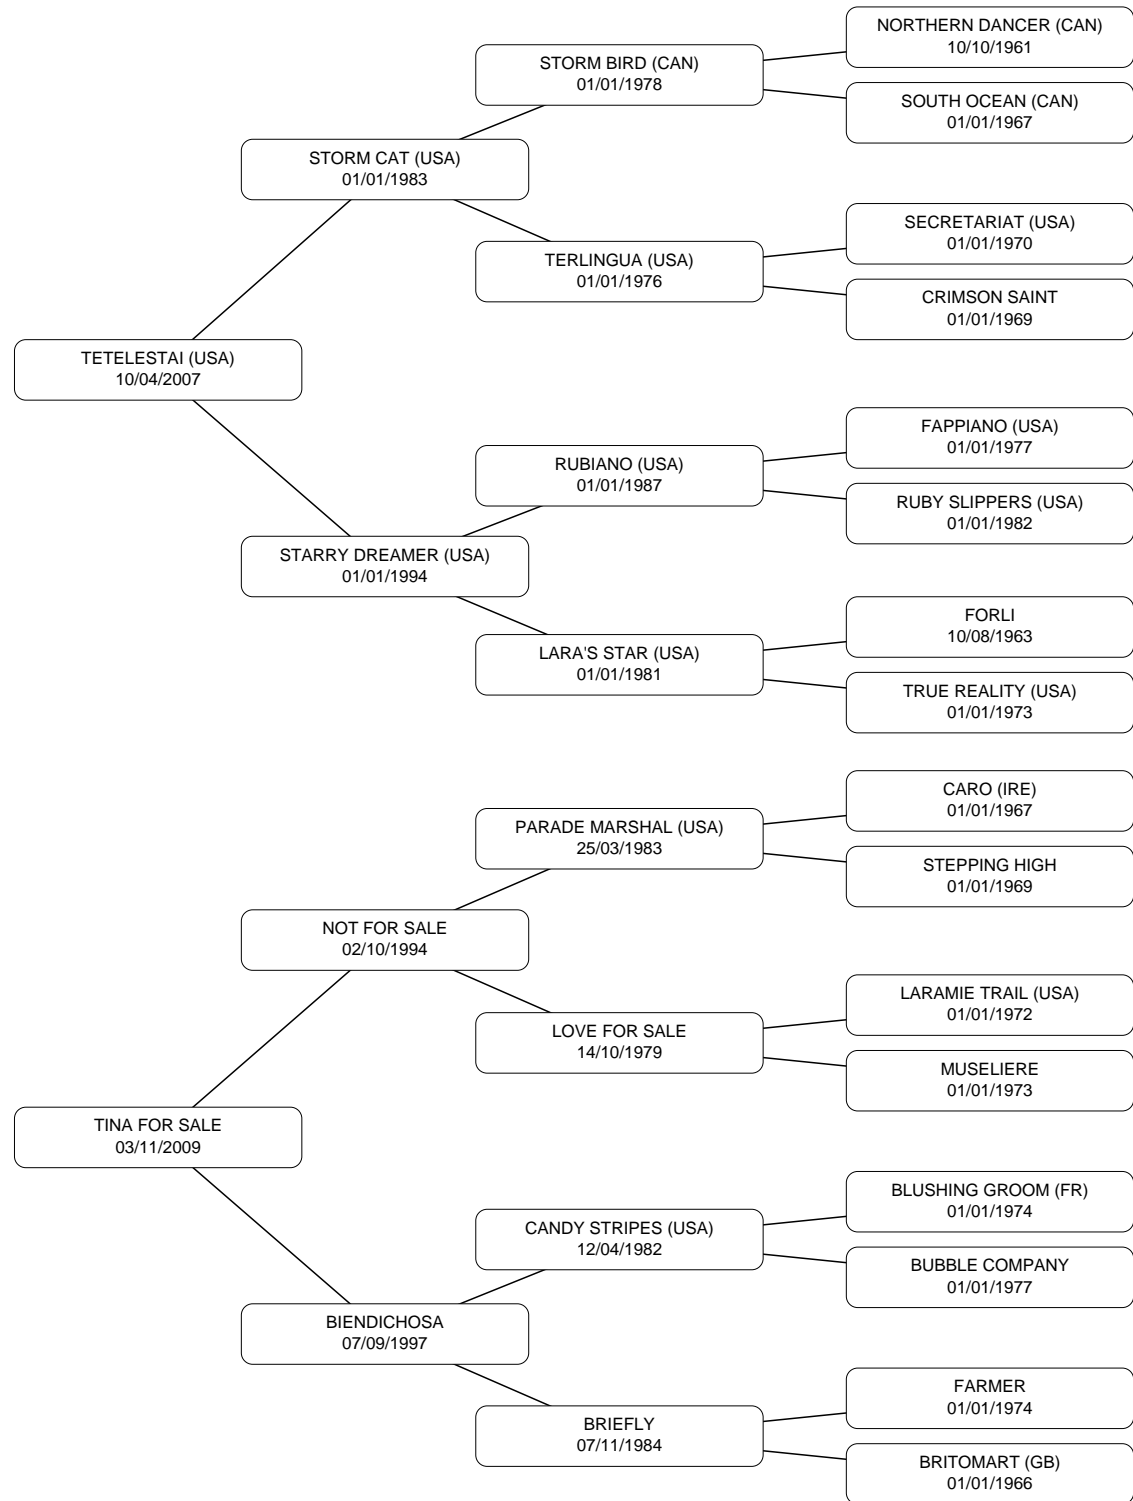 NORTHERN DANCER (CAN)
10/10/1961
STORM BIRD (CAN)
01/01/1978
SOUTH OCEAN (CAN)
01/01/1967
STORM CAT (USA)
01/01/1983
SECRETARIAT (USA)
01/01/1970
TERLINGUA (USA)
01/01/1976
CRIMSON SAINT
01/01/1969
TETELESTAI (USA)
10/04/2007
FAPPIANO (USA)
01/01/1977
RUBIANO (USA)
01/01/1987
RUBY SLIPPERS (USA)
01/01/1982
STARRY DREAMER (USA)
01/01/1994
FORLI
10/08/1963
LARA'S STAR (USA)
01/01/1981
TRUE REALITY (USA)
01/01/1973
CARO (IRE)
01/01/1967
PARADE MARSHAL (USA)
25/03/1983
STEPPING HIGH
01/01/1969
NOT FOR SALE
02/10/1994
LARAMIE TRAIL (USA)
01/01/1972
LOVE FOR SALE
14/10/1979
MUSELIERE
01/01/1973
TINA FOR SALE
03/11/2009
BLUSHING GROOM (FR)
01/01/1974
CANDY STRIPES (USA)
12/04/1982
BUBBLE COMPANY
01/01/1977
BIENDICHOSA
07/09/1997
FARMER
01/01/1974
BRIEFLY
07/11/1984
BRITOMART (GB)
01/01/1966